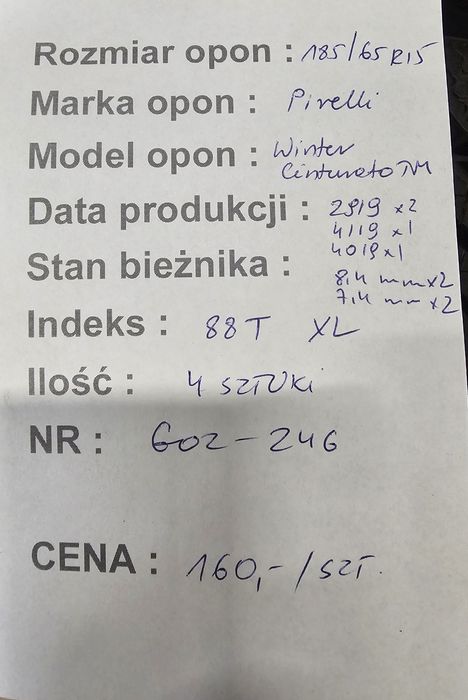 Rozmiar opon : 185/65 R15
Marka opon : Pirelli
Model opon : Winter
Cinturato TM
Data produkcji : 2919 x2
4119 x1
4019 x1
Stan bieżnika : 8,4 mm x2
7,4 mm x2
Indeks : 88T XL
Ilość : 4 SZTUKi
NR : GO2-246
CENA : 160,- /SZT.